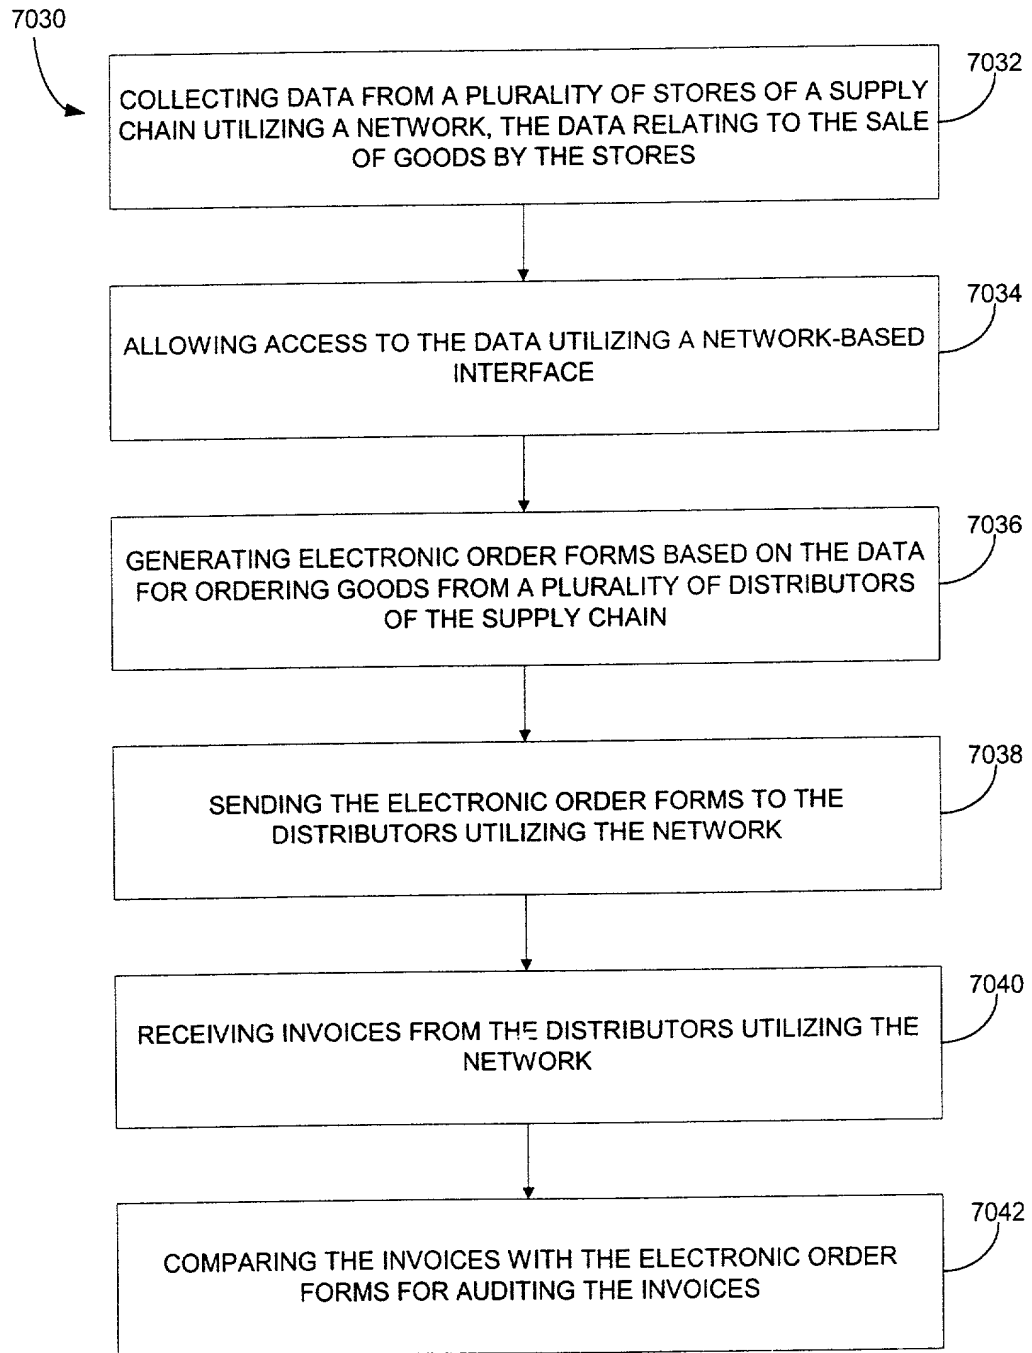 7030
7032
COLLECTING DATA FROM A PLURALITY OF STORES OF A SUPPLY
CHAIN UTILIZING A NETWORK, THE DATA RELATING TO THE SALE
OF GOODS BY THE STORES
7034
ALLOWING ACCESS TO THE DATA UTILIZING A NETWORK-BASED
INTERFACE
7036
GENERATING ELECTRONIC ORDER FORMS BASED ON THE DATA
FOR ORDERING GOODS FROM A PLURALITY OF DISTRIBUTORS
OF THE SUPPLY CHAIN
7038
SENDING THE ELECTRONIC ORDER FORMS TO THE
DISTRIBUTORS UTILIZING THE NETWORK
7040
RECEIVING INVOICES FROM THE DISTRIBUTORS UTILIZING THE
NETWORK
7042
COMPARING THE INVOICES WITH THE ELECTRONIC ORDER
FORMS FOR AUDITING THE INVOICES